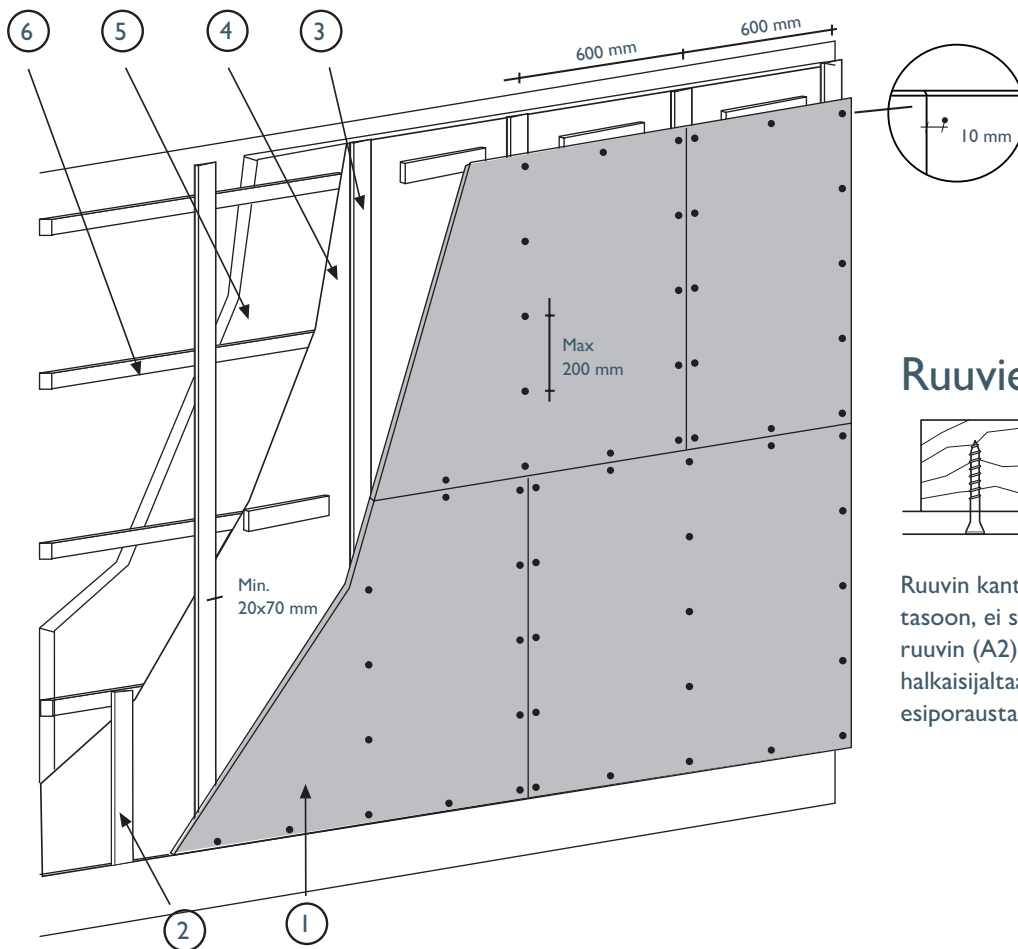 6
5
4
3
600 mm
600 mm
10 mm
Max
200 mm
Min.
20x70 mm
2
1
Ruuvie
Ruuvin kant
tasoon, ei s
ruuvin (A2)
halkaisijaltaa
esiporausta